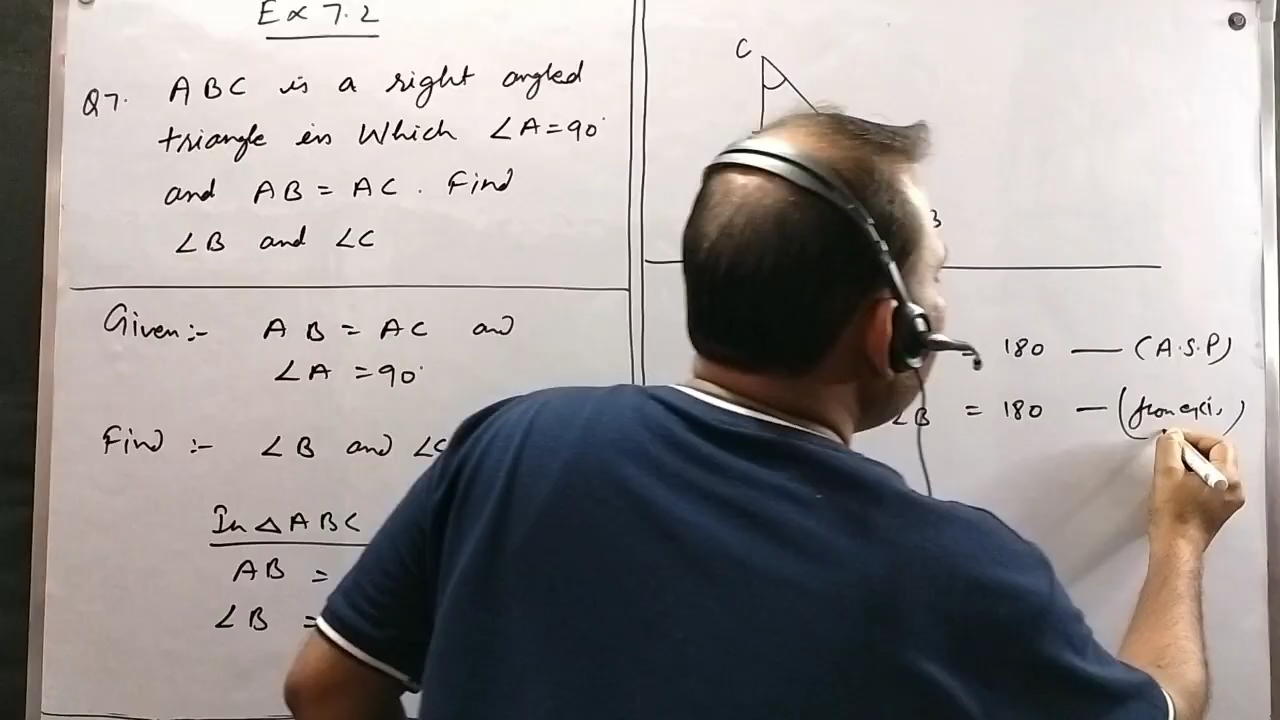 Ex 7.2
Q7. ABC is a right angled
triangle in Which ∠A=90°
and AB = AC . Find
∠B and ∠C
Given:- AB = AC and
∠A = 90°
Find :- ∠B and ∠C
In △ABC
AB =
∠B =
C
B
= 180 — (A.S.P)
∠B = 180 — (from eq i,)